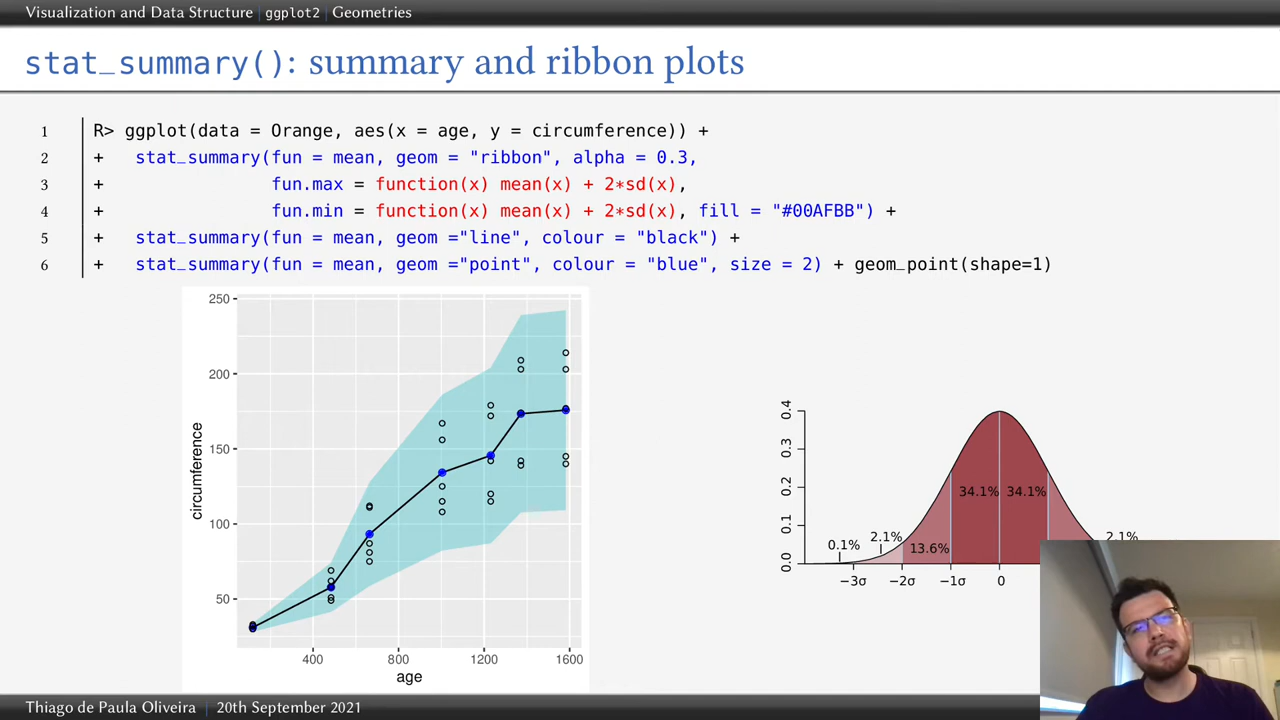 Visualization and Data Structure | ggplot2 | Geometries
stat_summary(): summary and ribbon plots
1 R> ggplot(data = Orange, aes(x = age, y = circumference)) +
2 + stat_summary(fun = mean, geom = "ribbon", alpha = 0.3,
3 + fun.max = function(x) mean(x) + 2*sd(x),
4 + fun.min = function(x) mean(x) + 2*sd(x), fill = "#00AFBB") +
5 + stat_summary(fun = mean, geom ="line", colour = "black") +
6 + stat_summary(fun = mean, geom ="point", colour = "blue", size = 2) + geom_point(shape=1)
250
200
150
100
50
circumference
400 800 1200 1600
age
0.4
0.3
0.2
0.1
0.0
34.1% 34.1%
0.1% 2.1% 13.6% 2.1%
−3σ −2σ −1σ 0
Thiago de Paula Oliveira | 20th September 2021